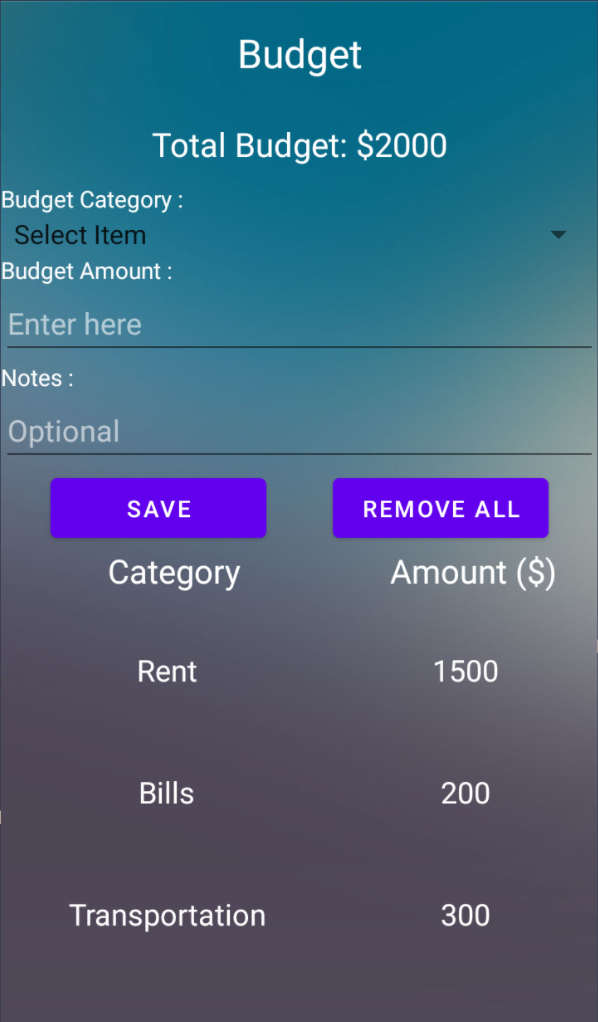 Budget
Total Budget: $2000
Budget Category :
Select Item
Budget Amount :
Enter here
Notes :
Optional
SAVE REMOVE ALL
Category Amount ($)
Rent 1500
Bills 200
Transportation 300